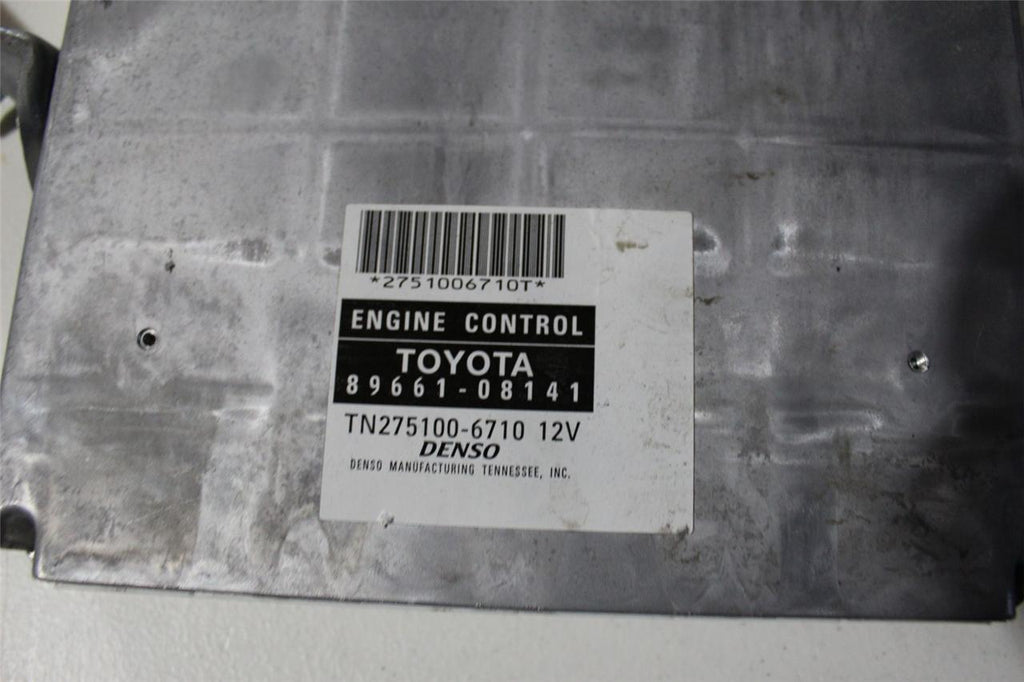 *2751006710T*
ENGINE CONTROL
TOYOTA
89661-08141
TN275100-6710 12V
DENSO
DENSO MANUFACTURING TENNESSEE, INC.